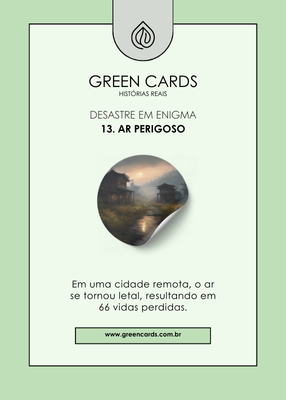 GREEN CARDS
HISTÓRIAS REAIS
DESASTRE EM ENIGMA
13. AR PERIGOSO
Em uma cidade remota, o ar
se tornou letal, resultando em
66 vidas perdidas.
www.greencards.com.br